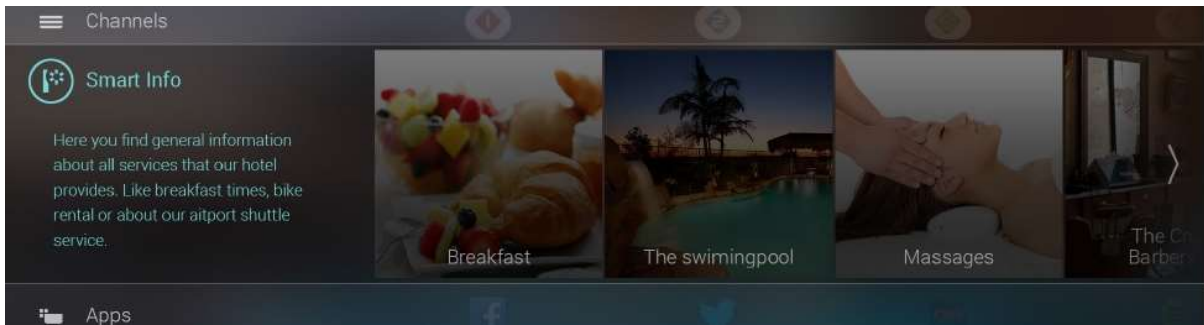 Channels
Smart Info
Here you find general information
about all services that our hotel
provides. Like breakfast times, bike
rental or about our aitport shuttle
service.
Breakfast
The swimingpool
Massages
The
Apps